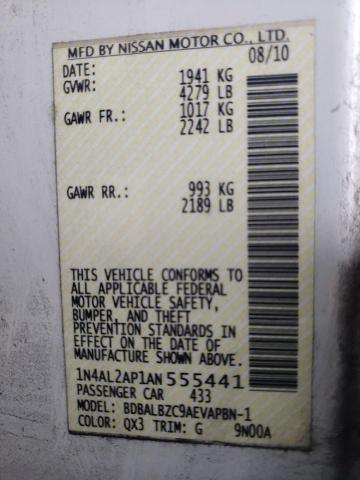 MFD BY NISSAN MOTOR CO., LTD.
DATE: 08/10
GVWR: 1941 KG
4279 LB
GAWR FR.: 1017 KG
2242 LB
GAWR RR.: 993 KG
2189 LB
THIS VEHICLE CONFORMS TO
ALL APPLICABLE FEDERAL
MOTOR VEHICLE SAFETY,
BUMPER, AND THEFT
PREVENTION STANDARDS
IN EFFECT ON THE DATE OF
MANUFACTURE SHOWN ABOVE.
1N4AL2AP1AN 555441
PASSENGER CAR 433
MODEL: BDBALBZC9AEVAPBN-1
COLOR: QX3 TRIM: G 9N00A